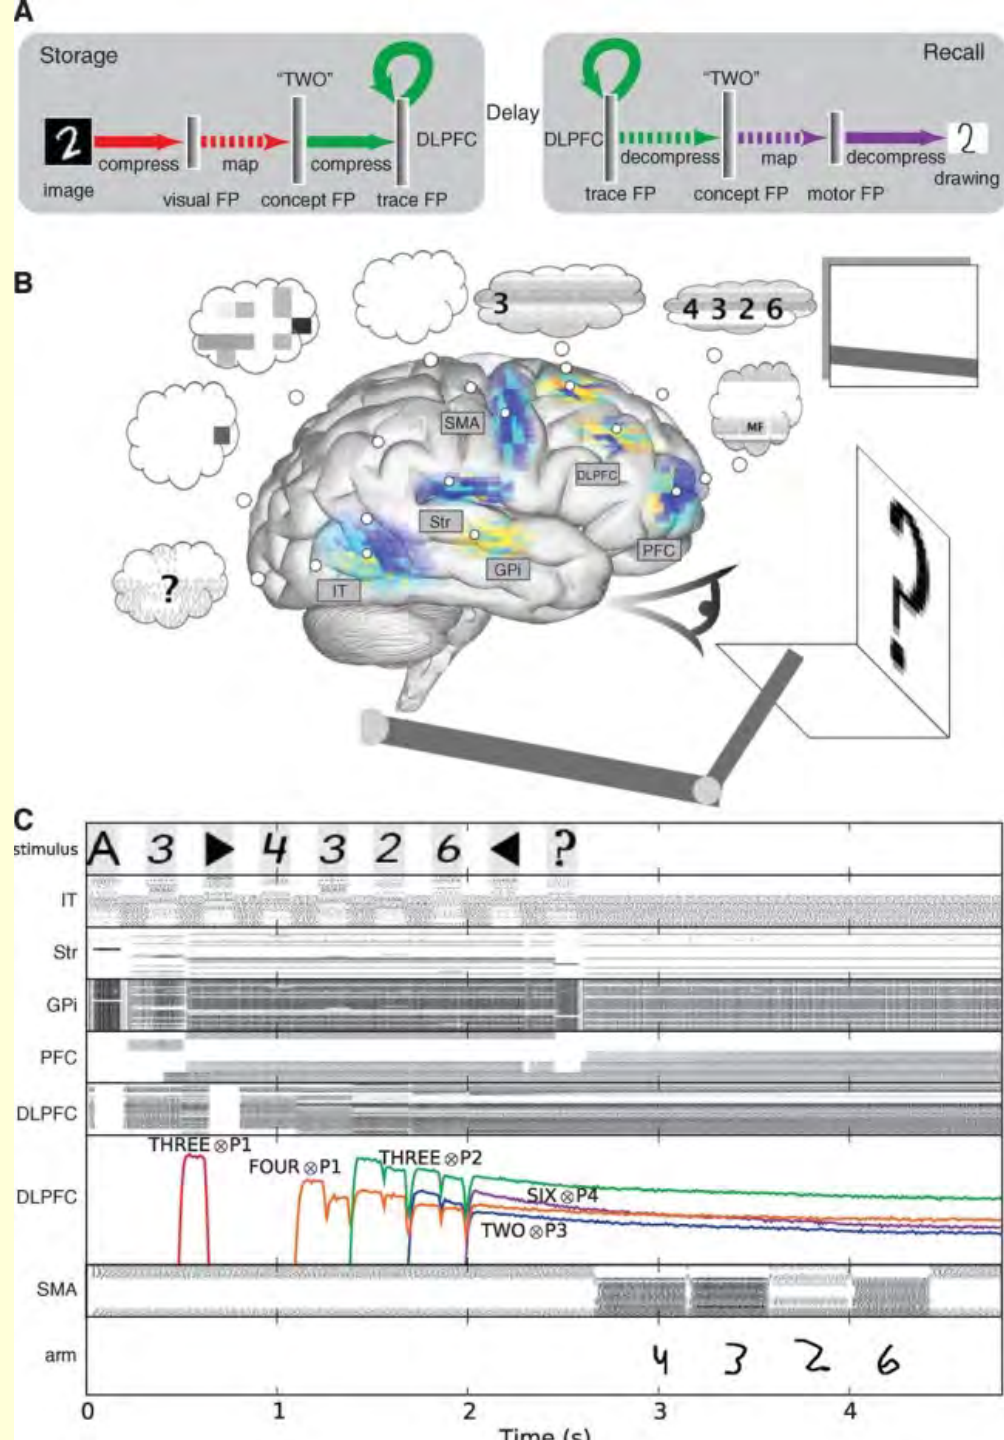 A
Storage
Recall
"TWO"
"TWO"
Delay
2
DLPFC
DLPFC
2
compress
map
compress
decompress
map
decompress
image
visual FP
concept FP
trace FP
trace FP
concept FP
motor FP
drawing
B
3
4 3 2 6
SMA
MF
DLPFC
Str
PFC
GPi
?
IT
?
C
stimulus
A 3 ▶ 4 3 2 6 ◀ ?
IT
Str
GPi
PFC
DLPFC
THREE⊗P1
FOUR⊗P1
THREE⊗P2
DLPFC
SIX⊗P4
TWO⊗P3
SMA
arm
4 3 2 6
0 1 2 3 4
Time (s)